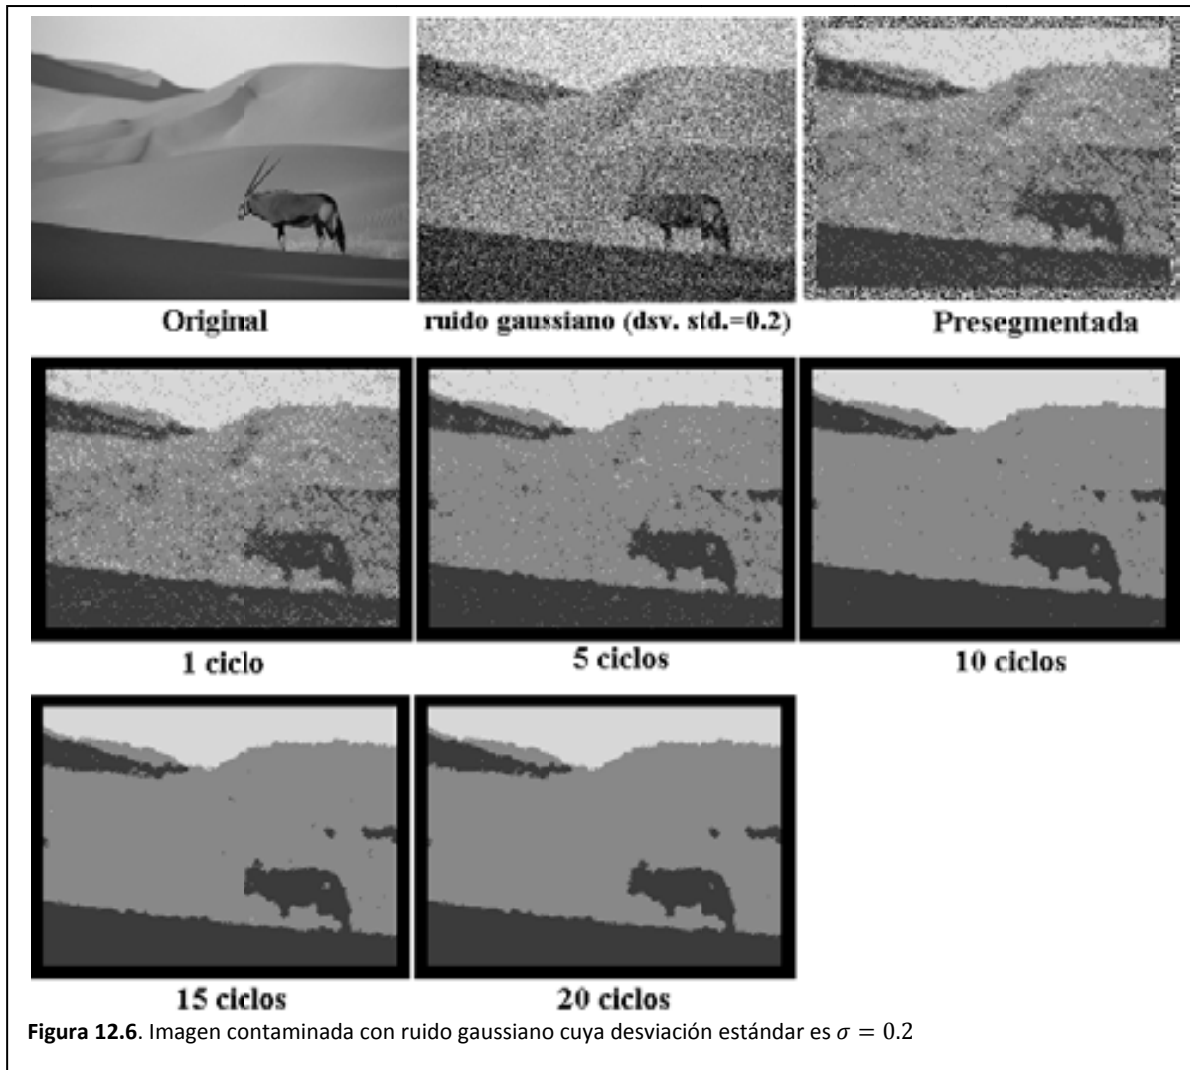 Original
ruido gaussiano (dsv. std.=0.2)
Presegmentada
1 ciclo
5 ciclos
10 ciclos
15 ciclos
20 ciclos
Figura 12.6. Imagen contaminada con ruido gaussiano cuya desviación estándar es σ = 0.2